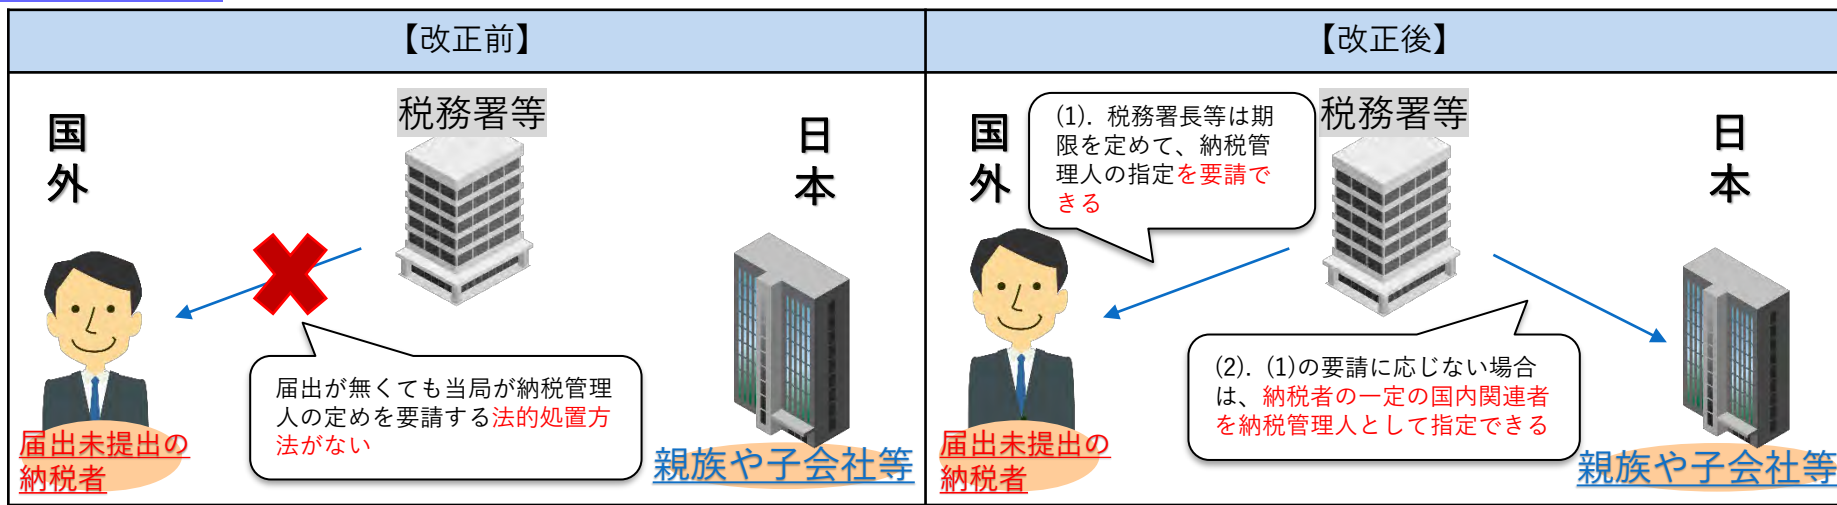 【改正前】
国外
税務署等
日本
届出が無くても当局が納税管理
人の定めを要請する法的処置方
法がない
届出未提出の
納税者
親族や子会社等
【改正後】
国外
(1). 税務署長等は期
限を定めて、納税管
理人の指定を要請で
きる
税務署等
日本
(2). (1)の要請に応じない場合
は、納税者の一定の国内関連者
を納税管理人として指定できる
届出未提出の
納税者
親族や子会社等